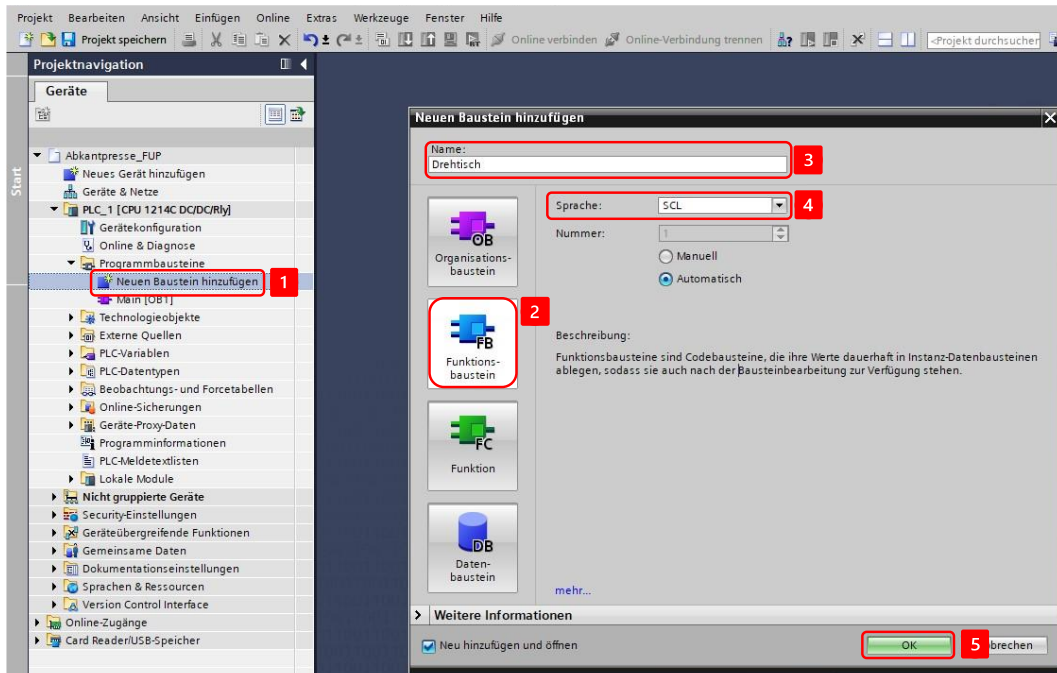 Projekt Bearbeiten Ansicht Einfügen Online Extras Werkzeuge Fenster Hilfe
Projekt speichern Online verbinden Online-Verbindung trennen <Projekt durchsuchen
Projektnavigation
Geräte
Start
Abkantpresse_FUP
Neues Gerät hinzufügen
Geräte & Netze
PLC_1 [CPU 1214C DC/DC/Rly]
Gerätekonfiguration
Online & Diagnose
Programmbausteine
Neuen Baustein hinzufügen 1
Main [OB1]
Technologieobjekte
Externe Quellen
PLC-Variablen
PLC-Datentypen
Beobachtungs- und Forcetabellen
Online-Sicherungen
Geräte-Proxy-Daten
Programminformationen
PLC-Meldetextlisten
Lokale Module
Nicht gruppierte Geräte
Security-Einstellungen
Geräteübergreifende Funktionen
Gemeinsame Daten
Dokumentationseinstellungen
Sprachen & Ressourcen
Version Control Interface
Online-Zugänge
Card Reader/USB-Speicher
Neuen Baustein hinzufügen
Name:
Drehtisch
3
OB
Organisations-
baustein
2
FB
Funktions-
baustein
FC
Funktion
DB
Daten-
baustein
Sprache: SCL 4
Nummer: 1
Manuell
Automatisch
Beschreibung:
Funktionsbausteine sind Codebausteine, die ihre Werte dauerhaft in Instanz-Datenbausteinen
ablegen, sodass sie auch nach der Bausteinbearbeitung zur Verfügung stehen.
mehr...
Weitere Informationen
Neu hinzufügen und öffnen
OK 5 brechen